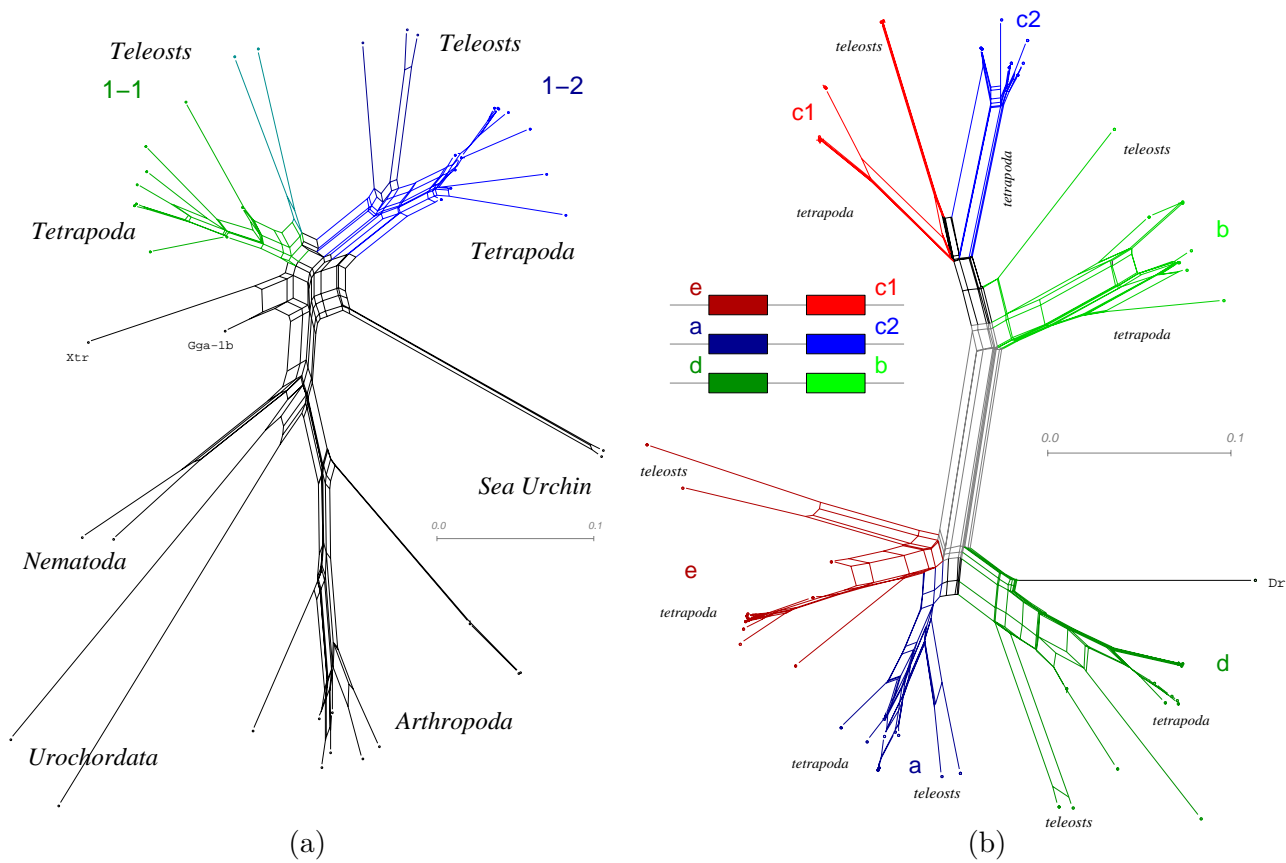 Teleosts
Teleosts
1–1
1–2
Tetrapoda
Tetrapoda
Xtr
Gga-1b
Sea Urchin
0.0
0.1
Nematoda
Arthropoda
Urochordata
(a)
c2
teleosts
c1
tetrapoda
teleosts
tetrapoda
b
tetrapoda
e
c1
a
c2
d
b
0.0
0.1
teleosts
e
tetrapoda
Dr
d
tetrapoda
tetrapoda
a
teleosts
teleosts
(b)